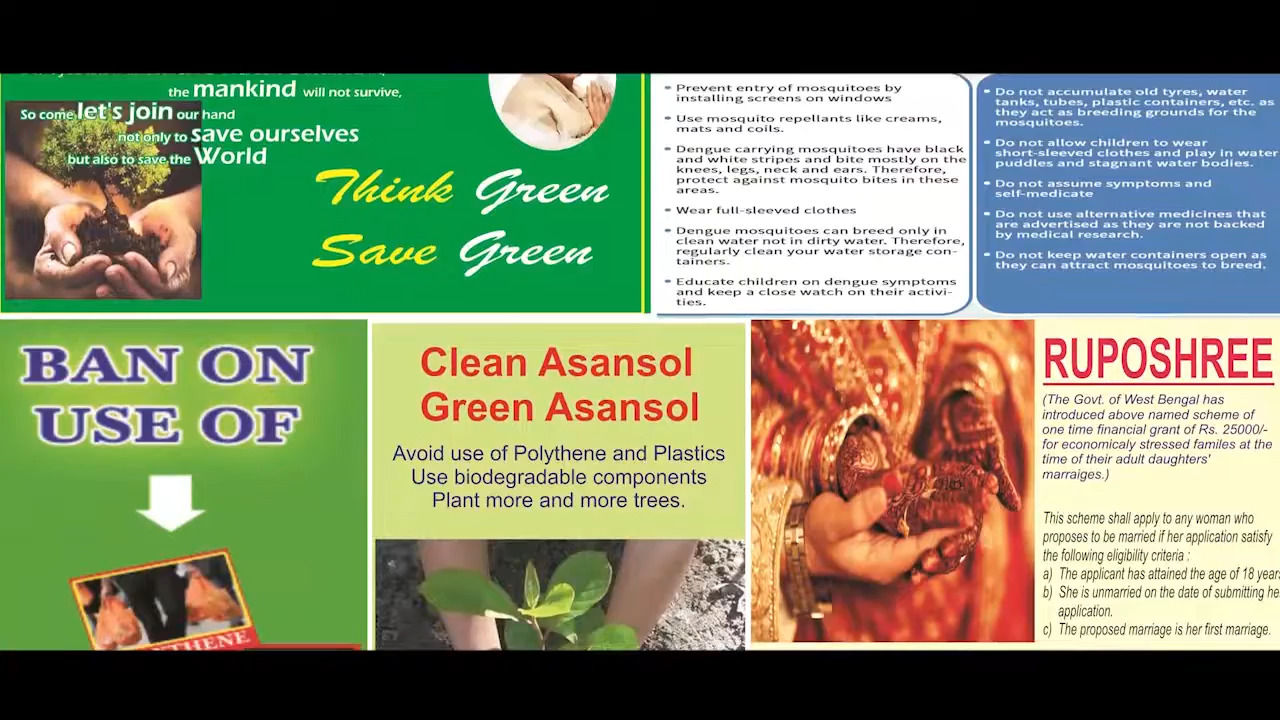 the mankind will not survive,
So come let's join our hand
not only to save ourselves
but also to save the World
Think Green
Save Green
• Prevent entry of mosquitoes by
installing screens on windows
• Use mosquito repellants like creams,
mats and coils.
• Dengue carrying mosquitoes have black
and white stripes and bite mostly on the
knees, legs, neck and ears. Therefore,
protect against mosquito bites in these
areas.
• Wear full-sleeved clothes
• Dengue mosquitoes can breed only in
clean water not in dirty water. Therefore,
regularly clean your water storage con-
tainers.
• Educate children on dengue symptoms
and keep a close watch on their activi-
ties.
• Do not accumulate old tyres, water
tanks, tubes, plastic containers, etc. as
they act as breeding grounds for the
mosquitoes.
• Do not allow children to wear
short-sleeved clothes and play in water
puddles and stagnant water bodies.
• Do not assume symptoms and
self-medicate
• Do not use alternative medicines that
are advertised as they are not backed
by medical research.
• Do not keep water containers open as
they can attract mosquitoes to breed.
BAN ON
USE OF
Clean Asansol
Green Asansol
Avoid use of Polythene and Plastics
Use biodegradable components
Plant more and more trees.
RUPOSHREE
(The Govt. of West Bengal has
introduced above named scheme of
one time financial grant of Rs. 25000/-
for economicaly stressed familes at the
time of their adult daughters'
marraiges.)
This scheme shall apply to any woman who
proposes to be married if her application satisfy
the following eligibility criteria :
a) The applicant has attained the age of 18 years
b) She is unmarried on the date of submitting he
application.
c) The proposed marriage is her first marriage.